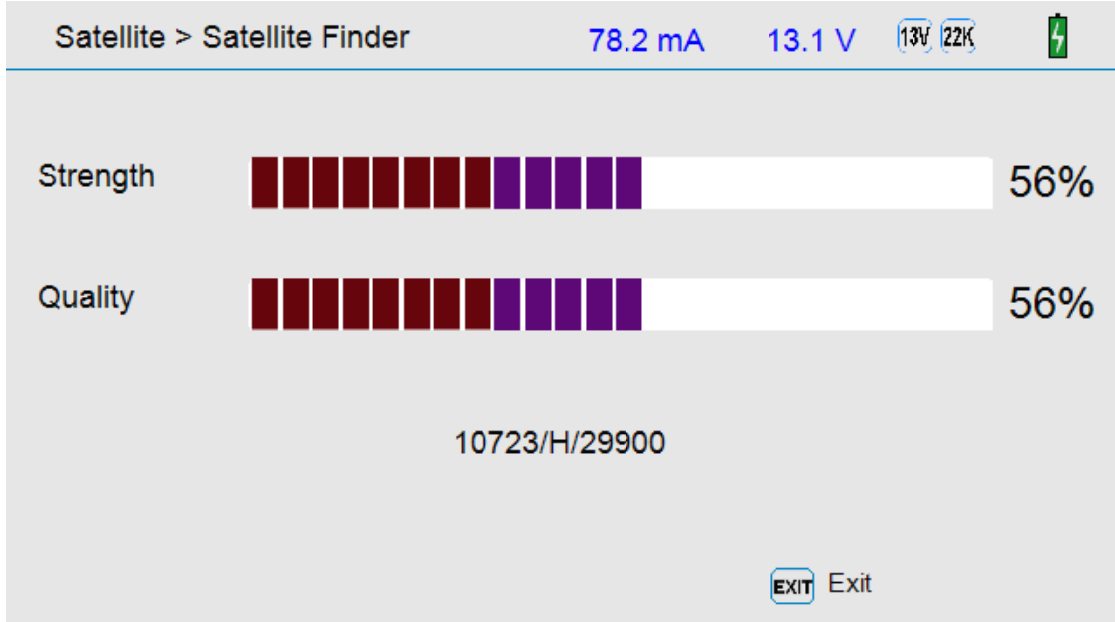 Satellite > Satellite Finder 78.2 mA 13.1 V 13V 22K
Strength 56%
Quality 56%
10723/H/29900
EXIT Exit